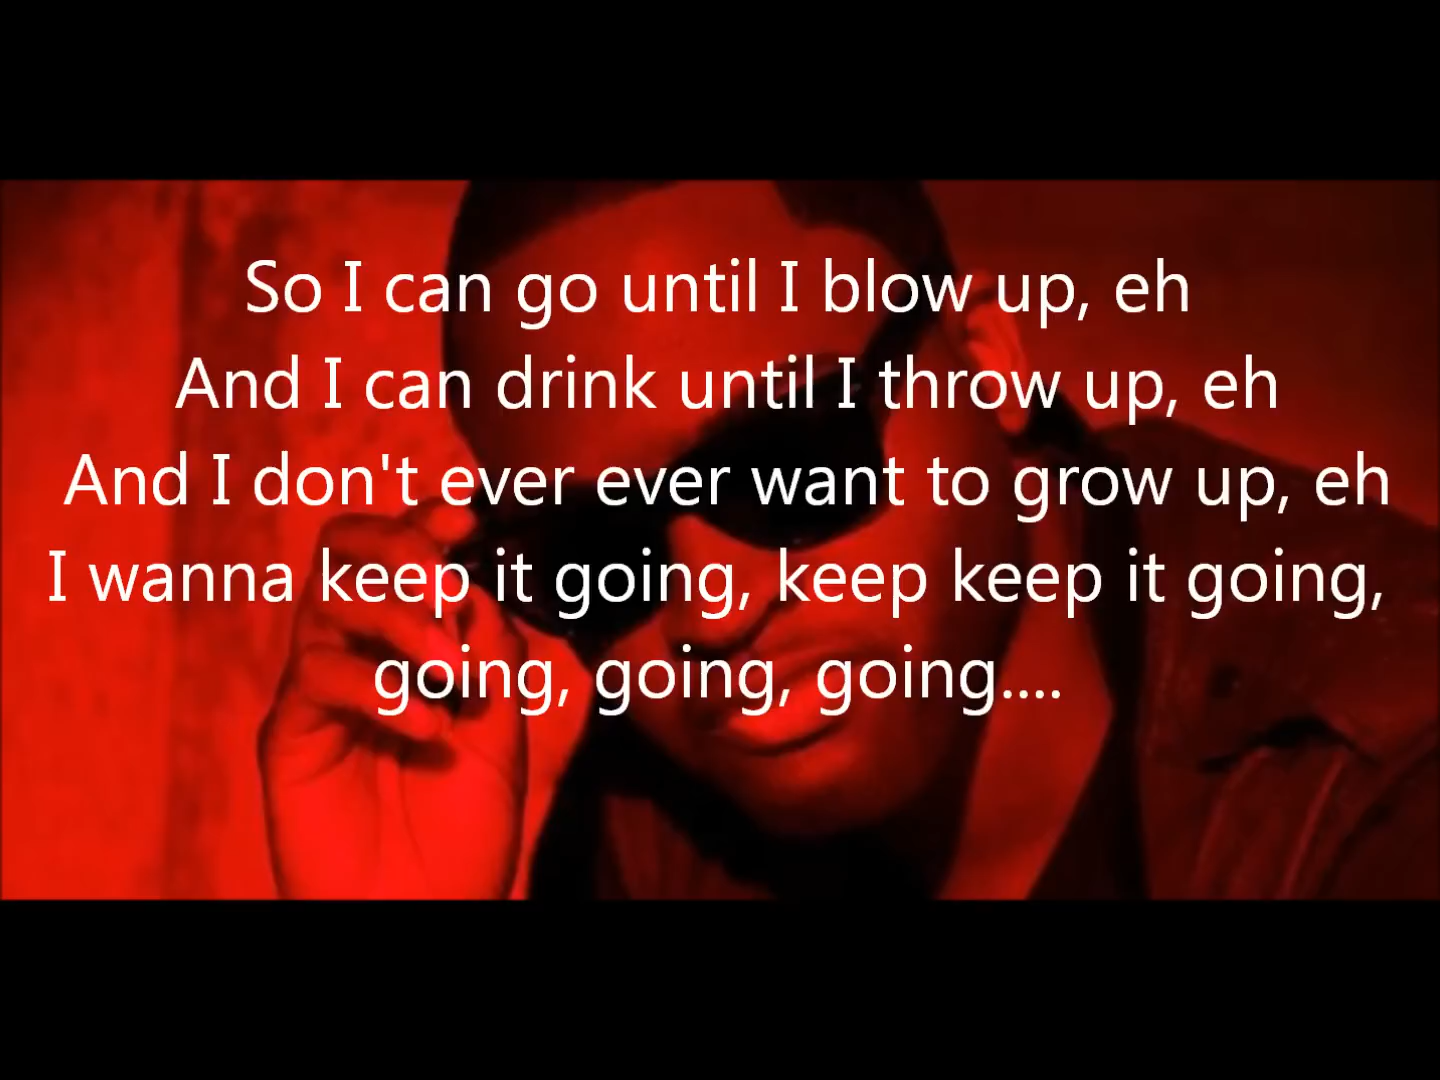 So I can go until I blow up, eh
And I can drink until I throw up, eh
And I don't ever ever want to grow up, eh
I wanna keep it going, keep keep it going,
going, going, going....